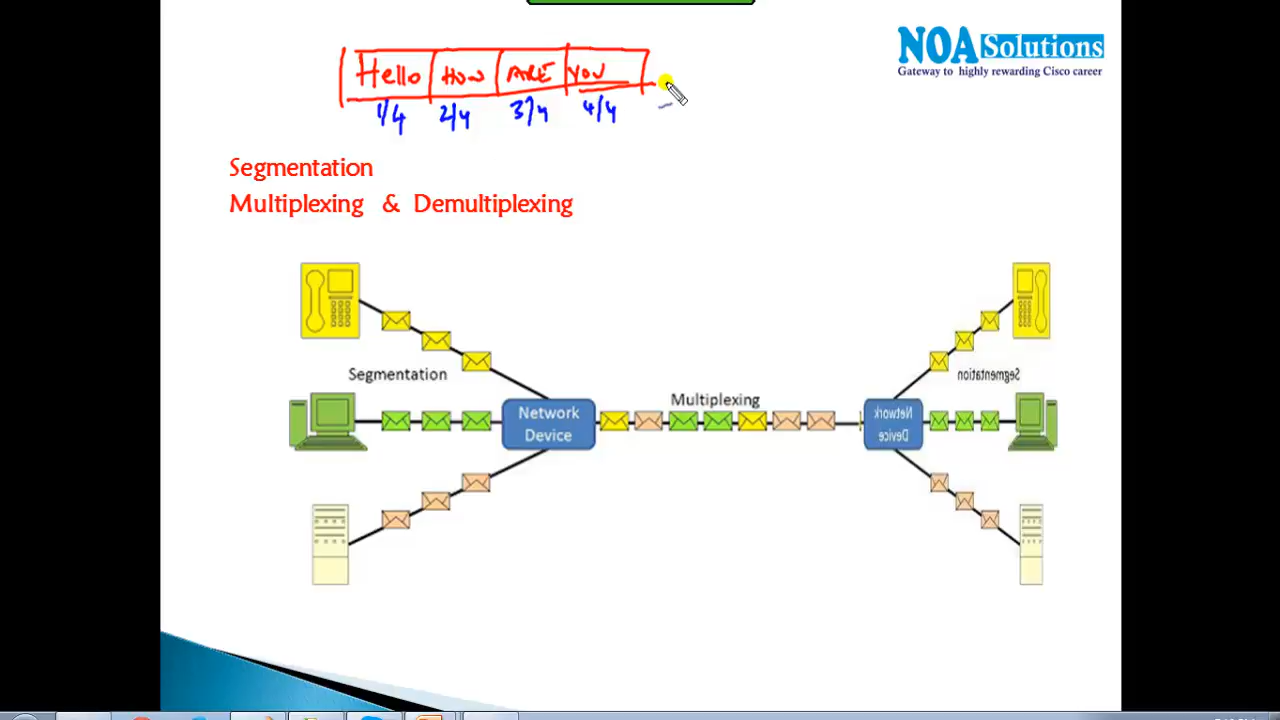 NOA Solutions
Gateway to highly rewarding Cisco career
Hello HOW ARE YOU
1/4 2/4 3/4 4/4
Segmentation
Multiplexing & Demultiplexing
Segmentation
Multiplexing
Segmentation
Network
Device
Network
Device